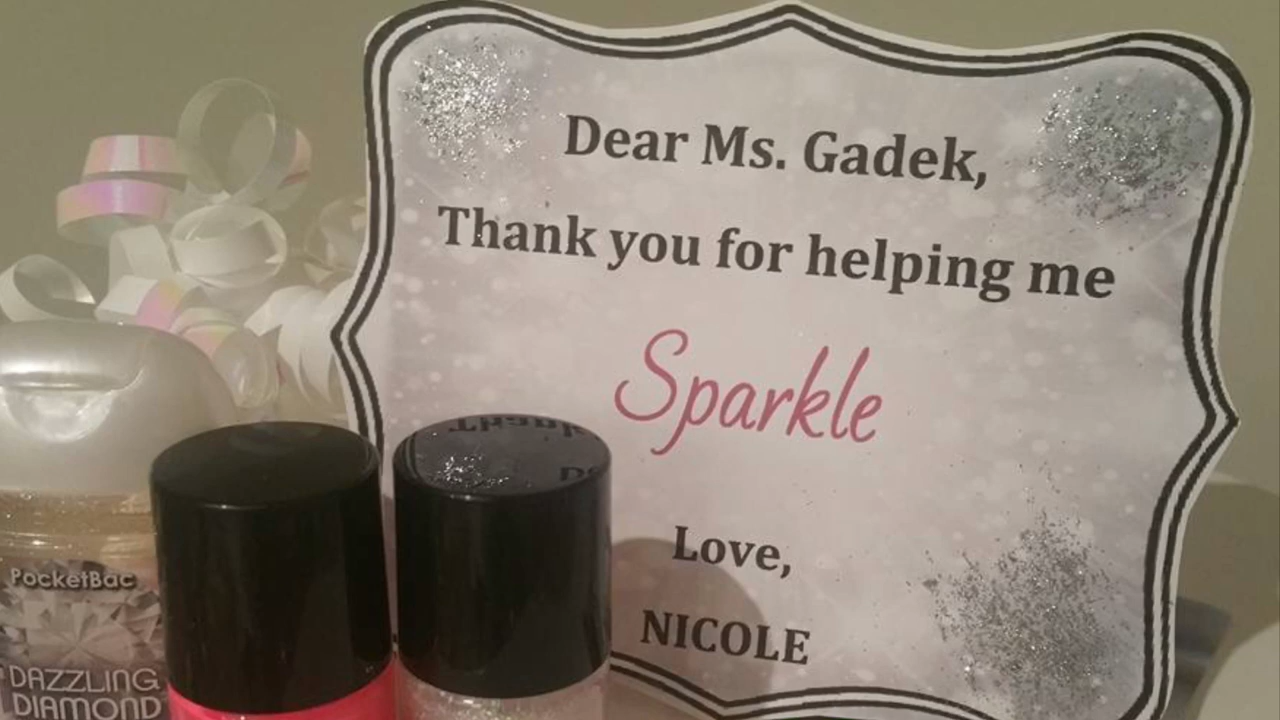 Dear Ms. Gadek,
Thank you for helping me
Sparkle
Love,
NICOLE
PocketBac
DAZZLING
DIAMOND